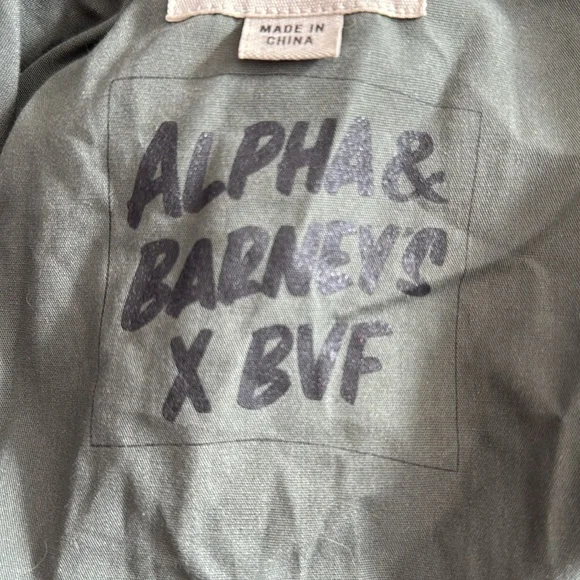 MADE IN
CHINA
ALPHA &
BARNEY'S
X BVF